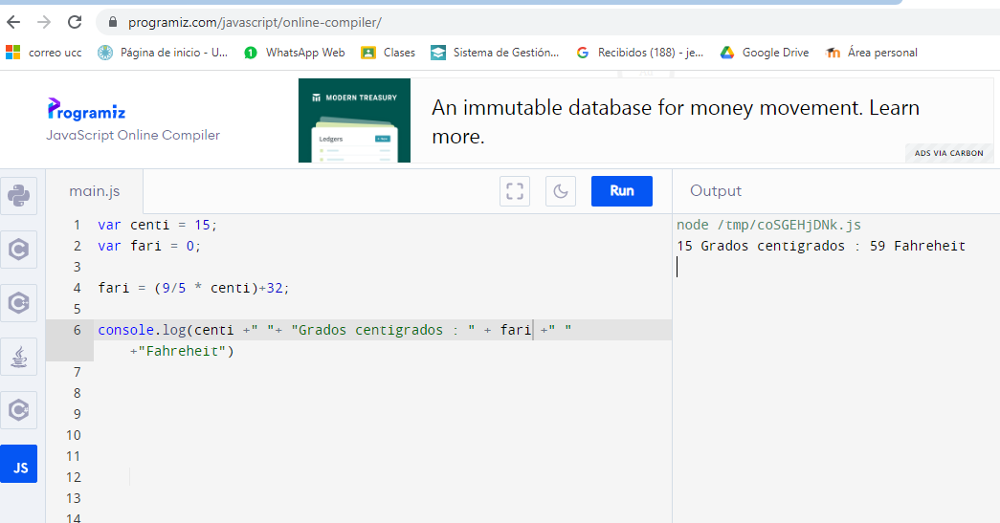 programiz.com/javascript/online-compiler/
correo ucc
Página de inicio - U...
WhatsApp Web
Clases
Sistema de Gestión...
Recibidos (188) - je...
Google Drive
Área personal
Programiz
JavaScript Online Compiler
MODERN TREASURY
Ledgers
An immutable database for money movement. Learn
more.
ADS VIA CARBON
main.js
Run
Output
1 var centi = 15;
2 var fari = 0;
3
4 fari = (9/5 * centi)+32;
5
6 console.log(centi +" "+ "Grados centigrados : " + fari +" "
+"Fahreheit")
7
8
9
10
11
12
13
14
JS
node /tmp/coSGEHjDNk.js
15 Grados centigrados : 59 Fahreheit